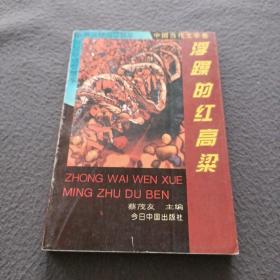 中国当代文学卷
浮躁的红高粱
ZHONG WAI WEN XUE
MING ZHU DU BEN
蔡茂友 主编
今日中国出版社